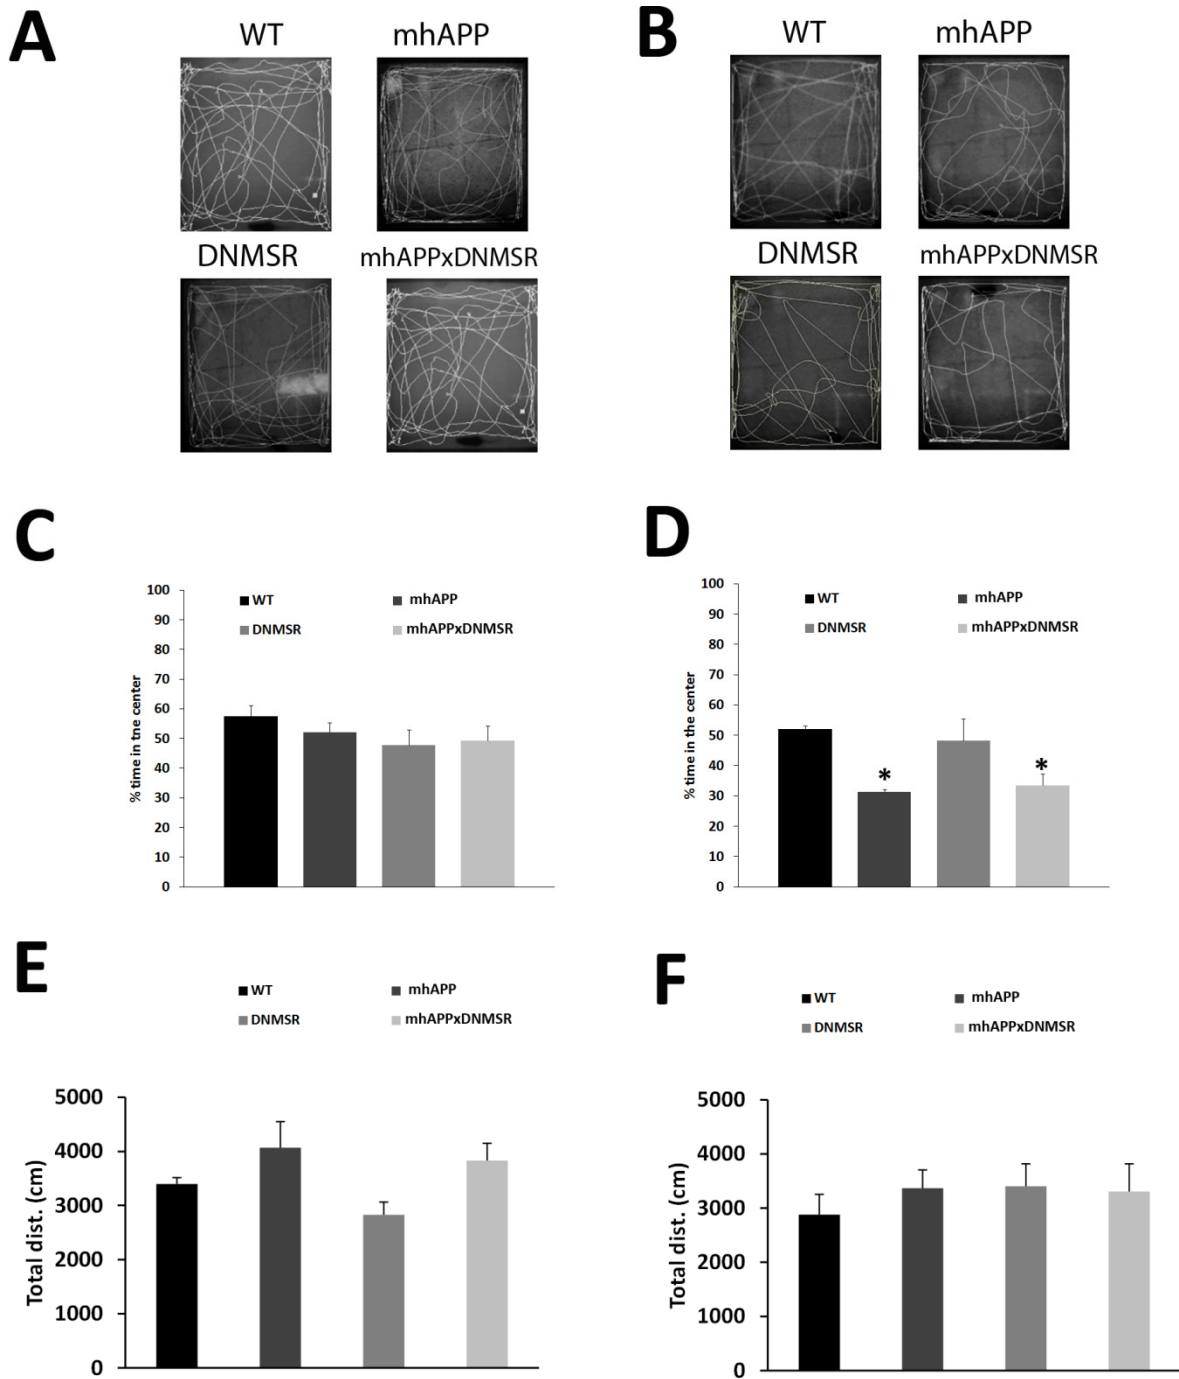 A
WT
mhAPP
DNMSR
mhAPPxDNMSR
B
WT
mhAPP
DNMSR
mhAPPxDNMSR
C
% time in tne center
100
90
80
70
60
50
40
30
20
10
0
WT
mhAPP
DNMSR
mhAPPxDNMSR
D
% time in the center
100
90
80
70
60
50
40
30
20
10
0
WT
mhAPP
DNMSR
mhAPPxDNMSR
*
*
E
WT
mhAPP
DNMSR
mhAPPxDNMSR
Total dist. (cm)
5000
4000
3000
2000
1000
0
F
WT
mhAPP
DNMSR
mhAPPxDNMSR
Total dist. (cm)
5000
4000
3000
2000
1000
0